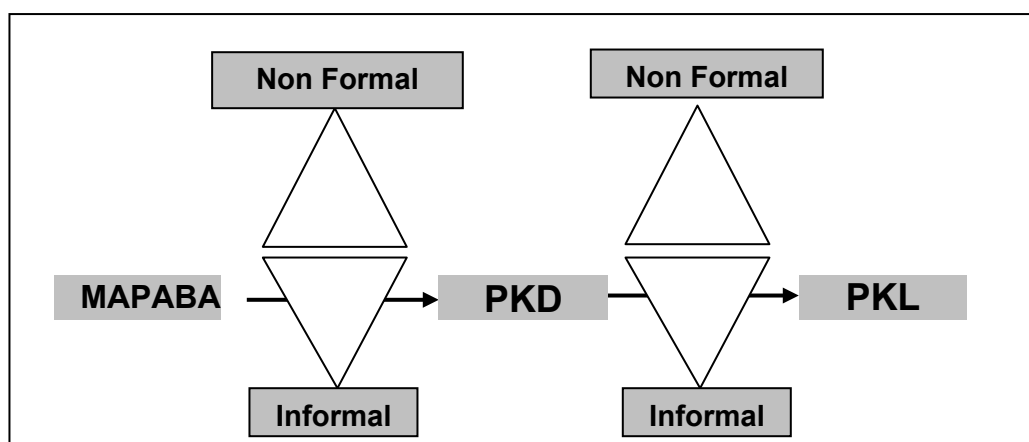 Non Formal
Non Formal
MAPABA
PKD
PKL
Informal
Informal